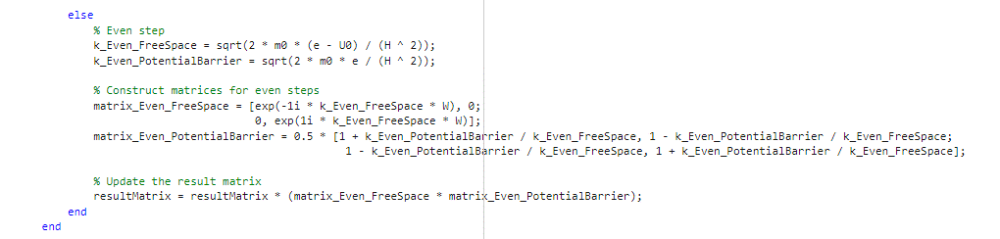 else
% Even step
k_Even_FreeSpace = sqrt(2 * m0 * (e - U0) / (H ^ 2));
k_Even_PotentialBarrier = sqrt(2 * m0 * e / (H ^ 2));
% Construct matrices for even steps
matrix_Even_FreeSpace = [exp(-1i * k_Even_FreeSpace * W), 0;
0, exp(1i * k_Even_FreeSpace * W)];
matrix_Even_PotentialBarrier = 0.5 * [1 + k_Even_PotentialBarrier / k_Even_FreeSpace, 1 - k_Even_PotentialBarrier / k_Even_FreeSpace;
1 - k_Even_PotentialBarrier / k_Even_FreeSpace, 1 + k_Even_PotentialBarrier / k_Even_FreeSpace];
% Update the result matrix
resultMatrix = resultMatrix * (matrix_Even_FreeSpace * matrix_Even_PotentialBarrier);
end
end